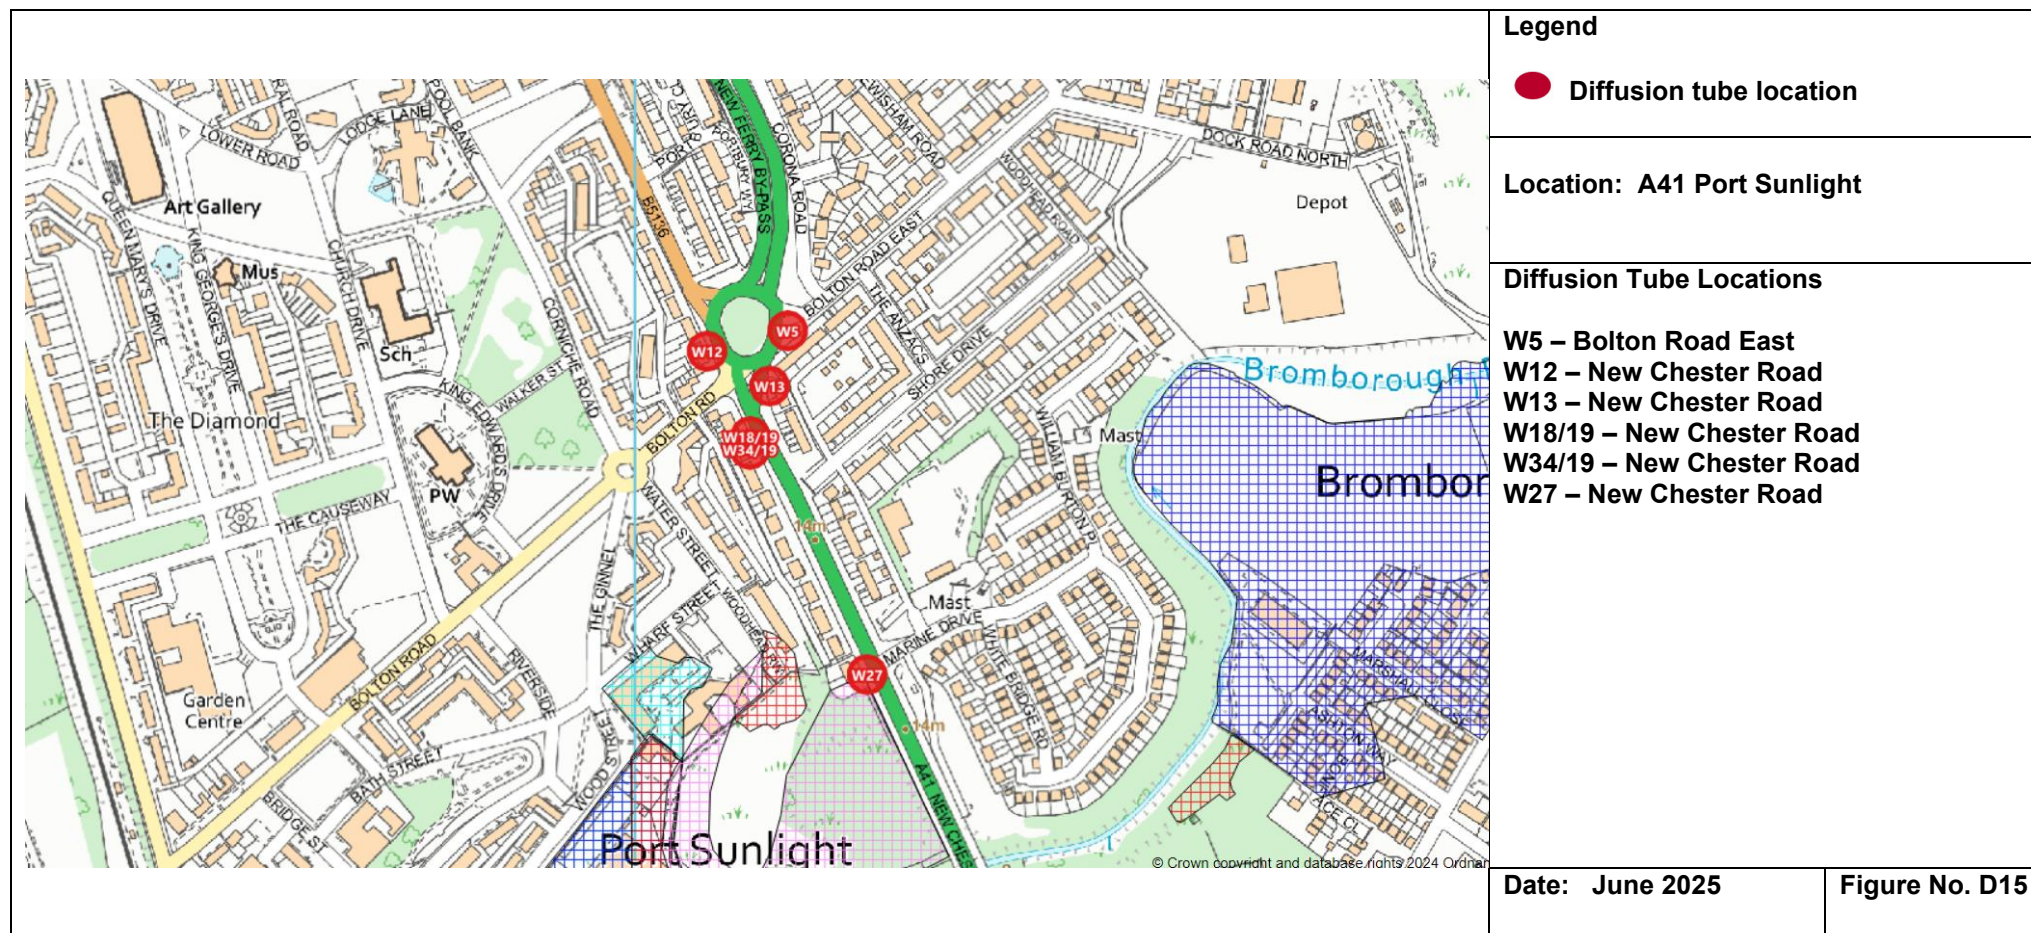 NEW FERRY BY-PASS
LOWER ROAD
LODGE LANE
POOL BANK
CORONA ROAD
DOCK ROAD NORTH
WOODHEAD ROAD
Depot
Art Gallery
B5136
PORTBURY WY
QUEEN MARY'S DRIVE
KING GEORGE'S DRIVE
CHURCH DRIVE
Mus
Sch
BOLTON ROAD EAST
THE ANZACS
CORNICHE ROAD
W5
W12
W13
SHORE DRIVE
Bromborough
KING EDWARD'S DRIVE
WALKER ST
The Diamond
BOLTON RD
W18/19
W34/19
Mast
PW
THE CAUSEWAY
WATER STREET
14m
THE GINNEL
WHARF STREET
Mast
MARINE DRIVE
WHITE BRIDGE RD
W27
14m
Garden
Centre
BOLTON ROAD
RIVERSIDE
WOOD STREET
BATH STREET
BRIDGE ST
ASHTON WAY
A41 NEW CHES
Port Sunlight
© Crown copyright and database rights 2024 Ordnan
Legend
Diffusion tube location
Location: A41 Port Sunlight
Diffusion Tube Locations
W5 – Bolton Road East
W12 – New Chester Road
W13 – New Chester Road
W18/19 – New Chester Road
W34/19 – New Chester Road
W27 – New Chester Road
Date: June 2025
Figure No. D15